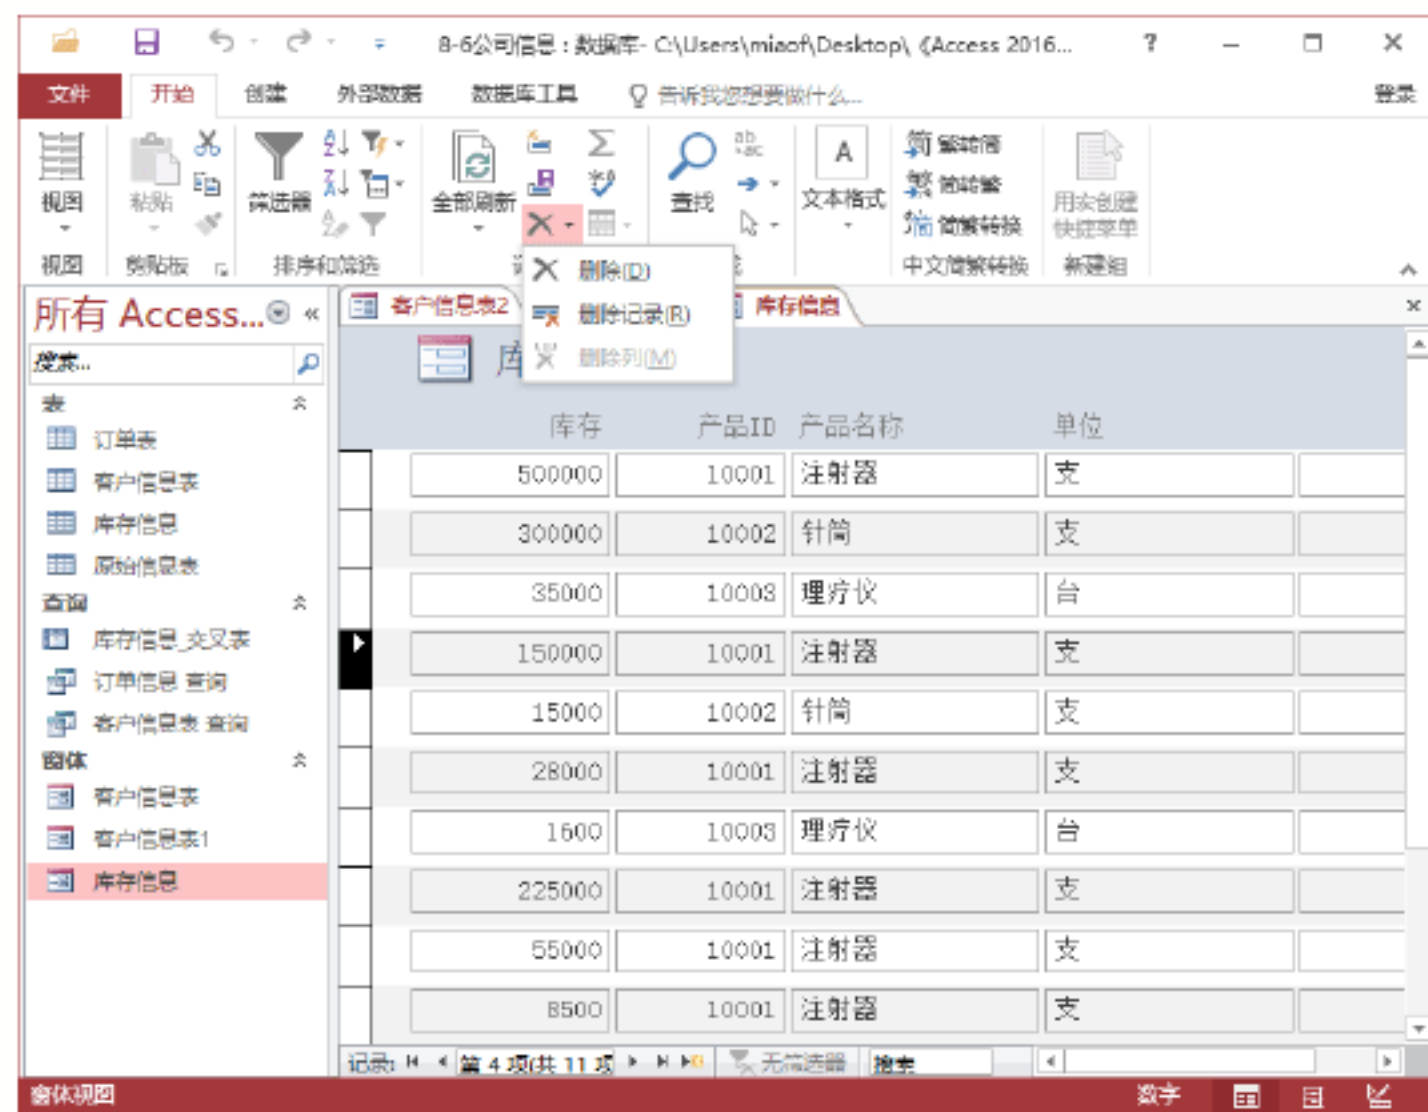 8-6公司信息 : 数据库- C:\Users\miaof\Desktop\《Access 2016... ?
文件 开始 创建 外部数据 数据库工具 告诉我您想要做什么... 登录
视图 粘贴 筛选器 全部刷新 查找 文本格式 繁转简 简转繁 简繁转换 用宏创建快捷菜单
视图 剪贴板 排序和筛选 中文简繁转换 新建组
删除(D)
删除记录(R)
删除列(M)
所有 Access... «
搜索...
表
订单表
客户信息表
库存信息
原始信息表
查询
库存信息_交叉表
订单信息 查询
客户信息表 查询
窗体
客户信息表
客户信息表1
库存信息
客户信息表2 库存信息
库
库存 产品ID 产品名称 单位
500000 10001 注射器 支
300000 10002 针筒 支
35000 10003 理疗仪 台
150000 10001 注射器 支
15000 10002 针筒 支
28000 10001 注射器 支
1600 10003 理疗仪 台
225000 10001 注射器 支
55000 10001 注射器 支
8500 10001 注射器 支
记录: 第 4 项(共 11 项 无筛选器 搜索
窗体视图 数字